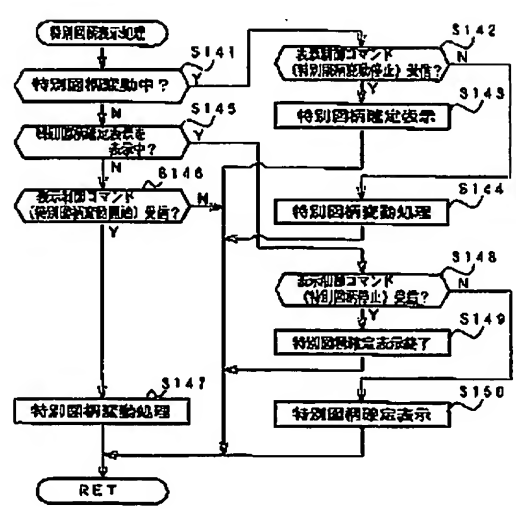 特別図柄表示処理
S141
特別図柄変動中？
Y
N
S142
表示制御コマンド
（特別図柄変動停止）受信？
N
Y
S143
特別図柄確定表示
S145
特別図柄確定表示を
表示中？
Y
N
S146
表示制御コマンド
（特別図柄変動開始）受信？
N
Y
S144
特別図柄変動処理
S148
表示制御コマンド
（特別図柄停止）受信？
N
Y
S149
特別図柄確定表示終了
S147
特別図柄変動処理
S150
特別図柄確定表示
RET